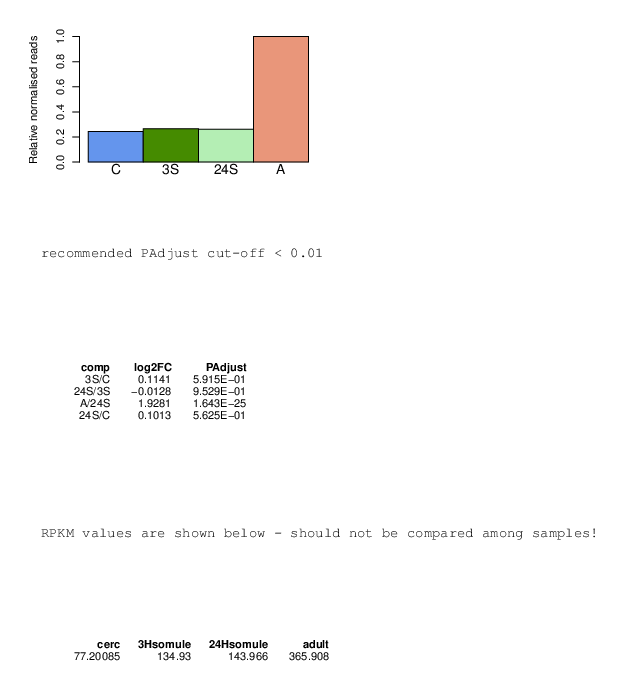 Relative normalised reads
1.0
0.8
0.6
0.4
0.2
0.0
C 3S 24S A
recommended PAdjust cut-off < 0.01
comp log2FC PAdjust
3S/C 0.1141 5.915E−01
24S/3S −0.0128 9.529E−01
A/24S 1.9281 1.643E−25
24S/C 0.1013 5.625E−01
RPKM values are shown below - should not be compared among samples!
cerc 3Hsomule 24Hsomule adult
77.20085 134.93 143.966 365.908